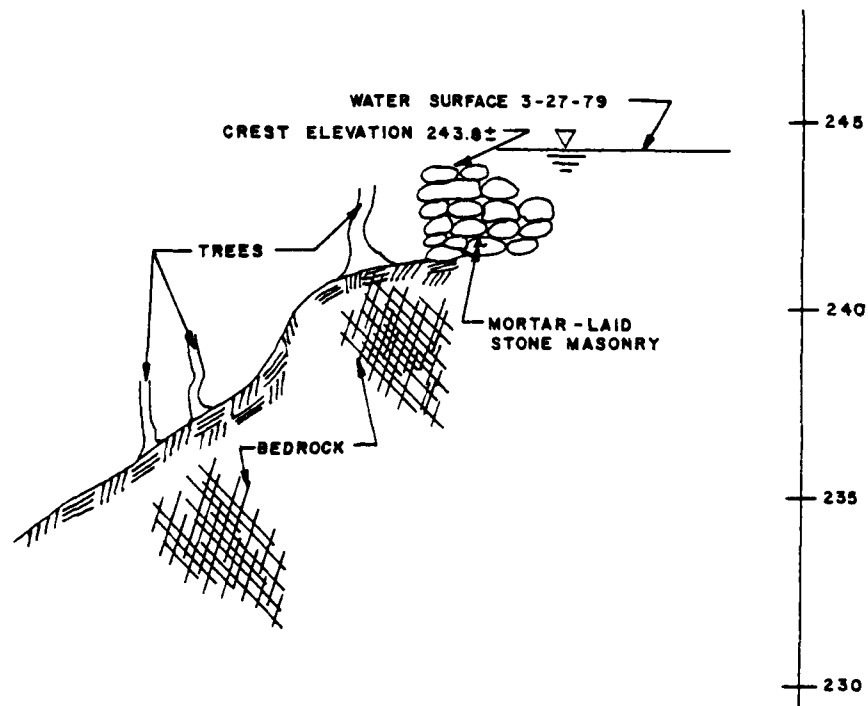 WATER SURFACE 3-27-79
CREST ELEVATION 243.8±
245
TREES
240
MORTAR-LAID
STONE MASONRY
BEDROCK
235
230